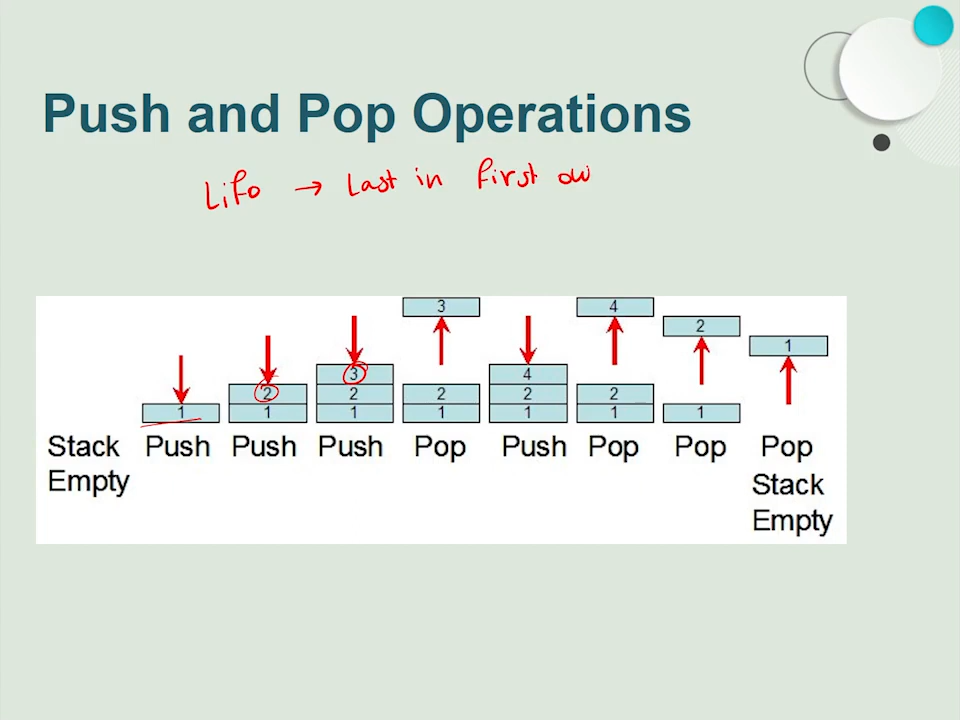 Push and Pop Operations
Lifo → Last in first ou
3 4
2
1
3 4
2 2 2 2 2
1 1 1 1 1 1 1
Stack Push Push Push Pop Push Pop Pop Pop
Empty Stack
Empty